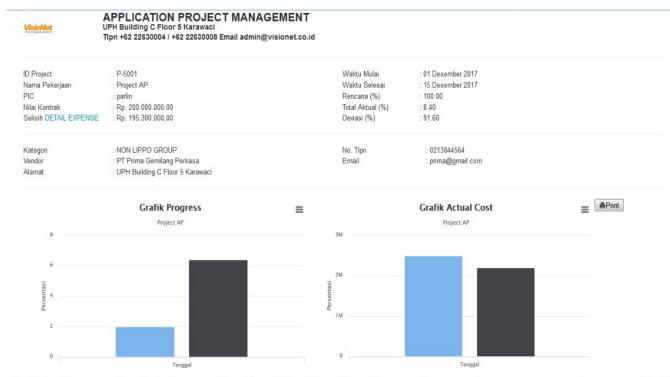 VisioNet
APPLICATION PROJECT MANAGEMENT
UPH Building C Floor 5 Karawaci
Tlpn +62 22630004 / +62 22630008 Email admin@visionet.co.id
ID Project : P-5001
Nama Pekerjaan : Project AP
PIC : parlin
Nilai Kontrak : Rp. 200.000.000,00
Selisih DETAIL EXPENSE : Rp. 195.300.000,00
Waktu Mulai : 01 Desember 2017
Waktu Selesai : 15 Desember 2017
Rencana (%) : 100.00
Total Aktual (%) : 8.40
Deviasi (%) : 91.60
Kategori : NON LIPPO GROUP
Vendor : PT Prima Gemilang Perkasa
Alamat : UPH Building C Floor 5 Karawaci
No. Tlpn : 0213844564
Email : prima@gmail.com
Grafik Progress
Project AP
8
6
4
2
0
Persentasi
Tanggal
Grafik Actual Cost
Project AP
3M
2M
1M
0
Persentasi
Tanggal
Print